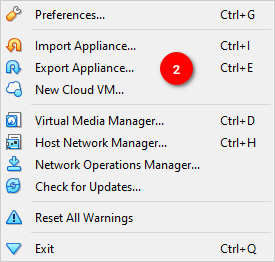 Preferences... Ctrl+G
Import Appliance... Ctrl+I
Export Appliance... 2 Ctrl+E
New Cloud VM...
Virtual Media Manager... Ctrl+D
Host Network Manager... Ctrl+H
Network Operations Manager...
Check for Updates...
Reset All Warnings
Exit Ctrl+Q